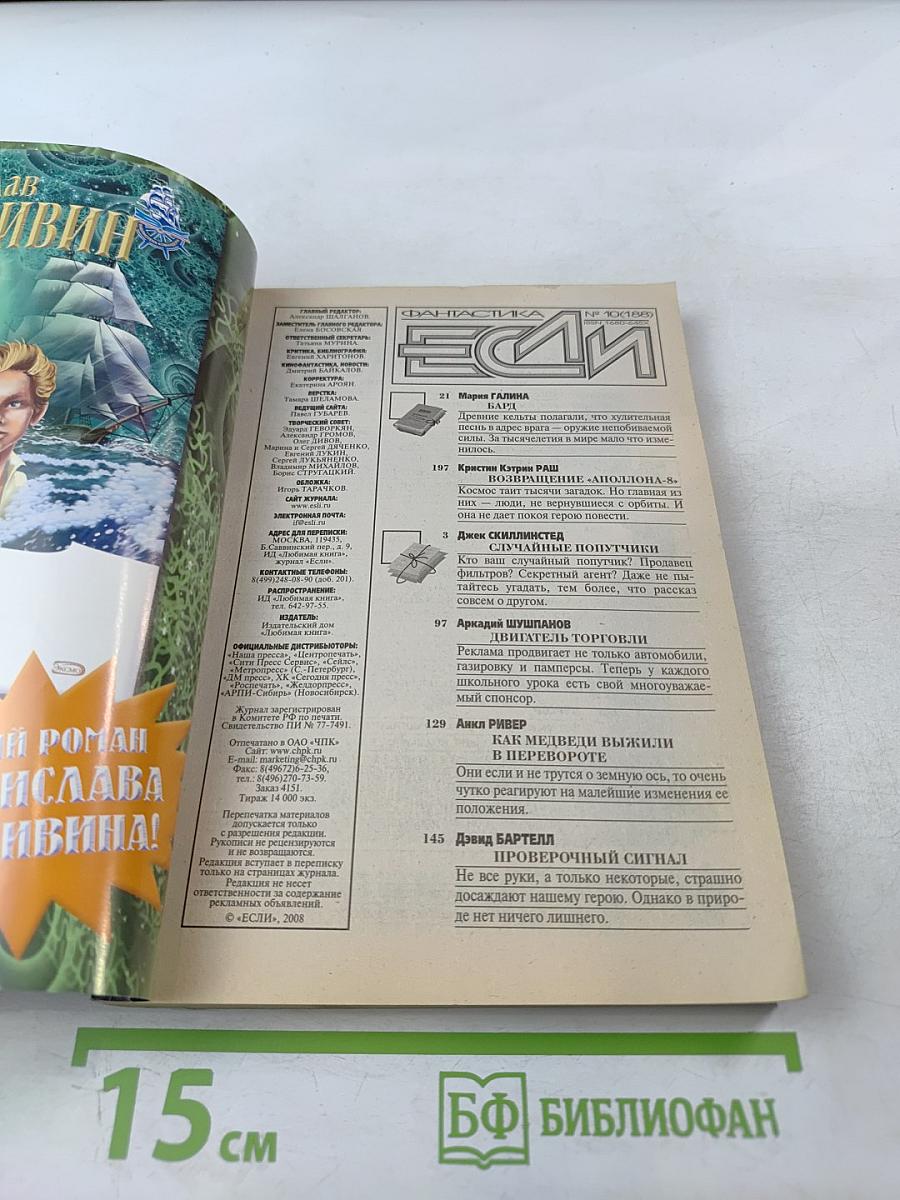 ИВИН
ЭКСМО
РОМАН
ИСЛАВА
ИВИНА!
ГЛАВНЫЙ РЕДАКТОР:
Александр ШАЛГАНОВ.
ЗАМЕСТИТЕЛЬ ГЛАВНОГО РЕДАКТОРА:
Елена БОСОВСКАЯ.
ОТВЕТСТВЕННЫЙ СЕКРЕТАРЬ:
Татьяна МУРИНА.
КРИТИКА, БИБЛИОГРАФИЯ:
Евгений ХАРИТОНОВ.
КИНОФАНТАСТИКА, НОВОСТИ:
Дмитрий БАЙКАЛОВ.
КОРРЕКТУРА:
Екатерина АРОЯН.
ВЕРСТКА:
Тамара ШЕЛАМОВА.
ВЕДУЩИЙ САЙТА:
Павел ГУБАРЕВ.
ТВОРЧЕСКИЙ СОВЕТ:
Эдуард ГЕВОРКЯН,
Александр ГРОМОВ,
Олег ДИВОВ,
Марина и Сергей ДЯЧЕНКО,
Евгений ЛУКИН,
Сергей ЛУКЬЯНЕНКО,
Владимир МИХАЙЛОВ,
Борис СТРУГАЦКИЙ.
ОБЛОЖКА:
Игорь ТАРАЧКОВ.
САЙТ ЖУРНАЛА:
www.esli.ru
ЭЛЕКТРОННАЯ ПОЧТА:
if@esli.ru
АДРЕС ДЛЯ ПЕРЕПИСКИ:
МОСКВА, 119435,
Б.Саввинский пер., д. 9,
ИД «Любимая книга»,
журнал «Если».
КОНТАКТНЫЕ ТЕЛЕФОНЫ:
8(499)248-08-90 (доб. 201).
РАСПРОСТРАНЕНИЕ:
ИД «Любимая книга»,
тел. 642-97-55.
ИЗДАТЕЛЬ:
Издательский дом
«Любимая книга».
ОФИЦИАЛЬНЫЕ ДИСТРИБЬЮТОРЫ:
«Наша пресса», «Центропечать»,
«Сити Пресс Сервис», «Сейлс»,
«Метропресс» (С.-Петербург),
«ДМ пресс», ХК «Сегодня пресс»,
«Роспечать», «Желдорпресс»,
«АРПИ-Сибирь» (Новосибирск).
Журнал зарегистрирован
в Комитете РФ по печати.
Свидетельство ПИ № 77-7491.
Отпечатано в ОАО «ЧПК»
Сайт: www.chpk.ru
E-mail: marketing@chpk.ru
Факс: 8(49672)6-25-36,
тел.: 8(496)270-73-59.
Заказ 4151.
Тираж 14 000 экз.
Перепечатка материалов
допускается только
с разрешения редакции.
Рукописи не рецензируются
и не возвращаются.
Редакция вступает в переписку
только на страницах журнала.
Редакция не несет
ответственности за содержание
рекламных объявлений.
© «ЕСЛИ», 2008
ФАНТАСТИКА № 10(188)
ISSN 1680-645X
ЕСЛИ
21 Мария ГАЛИНА
БАРД
Древние кельты полагали, что хулительная
песнь в адрес врага — оружие непобиваемой
силы. За тысячелетия в мире мало что изме-
нилось.
197 Кристин Кэтрин РАШ
ВОЗВРАЩЕНИЕ «АПОЛЛОНА-8»
Космос таит тысячи загадок. Но главная из
них — люди, не вернувшиеся с орбиты. И
она не дает покоя герою повести.
3 Джек СКИЛЛИНСТЕД
СЛУЧАЙНЫЕ ПОПУТЧИКИ
Кто ваш случайный попутчик? Продавец
фильтров? Секретный агент? Даже не пы-
тайтесь угадать, тем более, что рассказ
совсем о другом.
97 Аркадий ШУШПАНОВ
ДВИГАТЕЛЬ ТОРГОВЛИ
Реклама продвигает не только автомобили,
газировку и памперсы. Теперь у каждого
школьного урока есть свой многоуважае-
мый спонсор.
129 Анкл РИВЕР
КАК МЕДВЕДИ ВЫЖИЛИ
В ПЕРЕВОРОТЕ
Они если и не трутся о земную ось, то очень
чутко реагируют на малейшие изменения ее
положения.
145 Дэвид БАРТЕЛЛ
ПРОВЕРОЧНЫЙ СИГНАЛ
Не все руки, а только некоторые, страшно
досаждают нашему герою. Однако в приро-
де нет ничего лишнего.
15 см
БФ БИБЛИОФАН